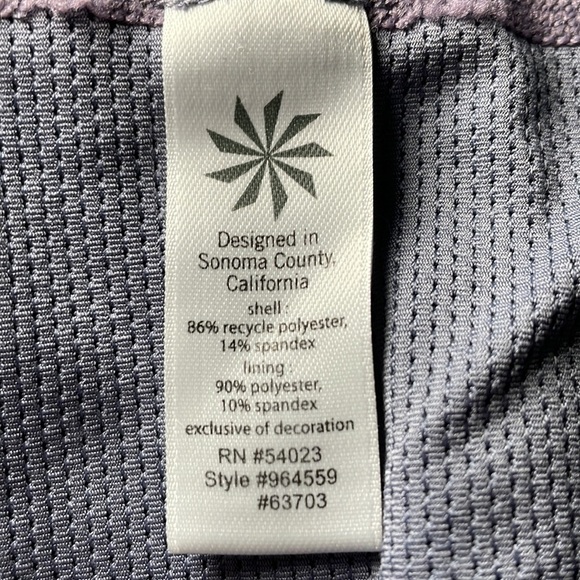 Designed in
Sonoma County,
California
shell :
86% recycle polyester,
14% spandex
lining :
90% polyester,
10% spandex
exclusive of decoration
RN #54023
Style #964559
#63703